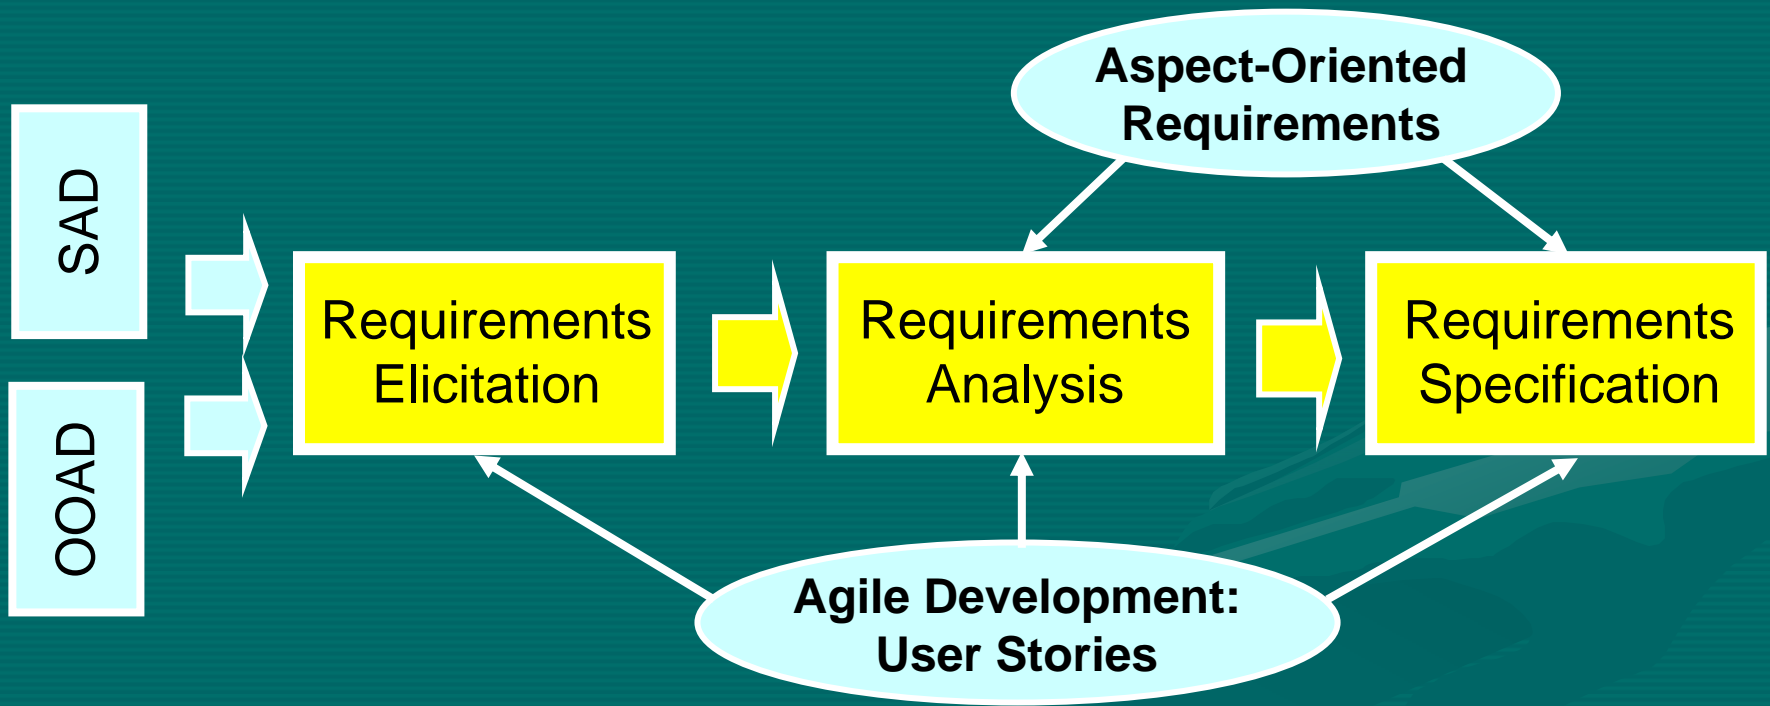 Aspect-Oriented
Requirements
SAD
OOAD
Requirements
Elicitation
Requirements
Analysis
Requirements
Specification
Agile Development:
User Stories